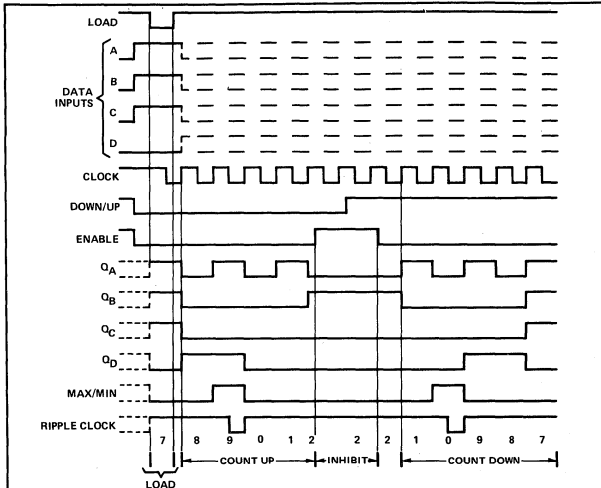 LOAD
A
B
DATA INPUTS
C
D
CLOCK
DOWN/UP
ENABLE
QA
QB
QC
QD
MAX/MIN
RIPPLE CLOCK
7 8 9 0 1 2 2 2 1 0 9 8 7
COUNT UP INHIBIT COUNT DOWN
LOAD